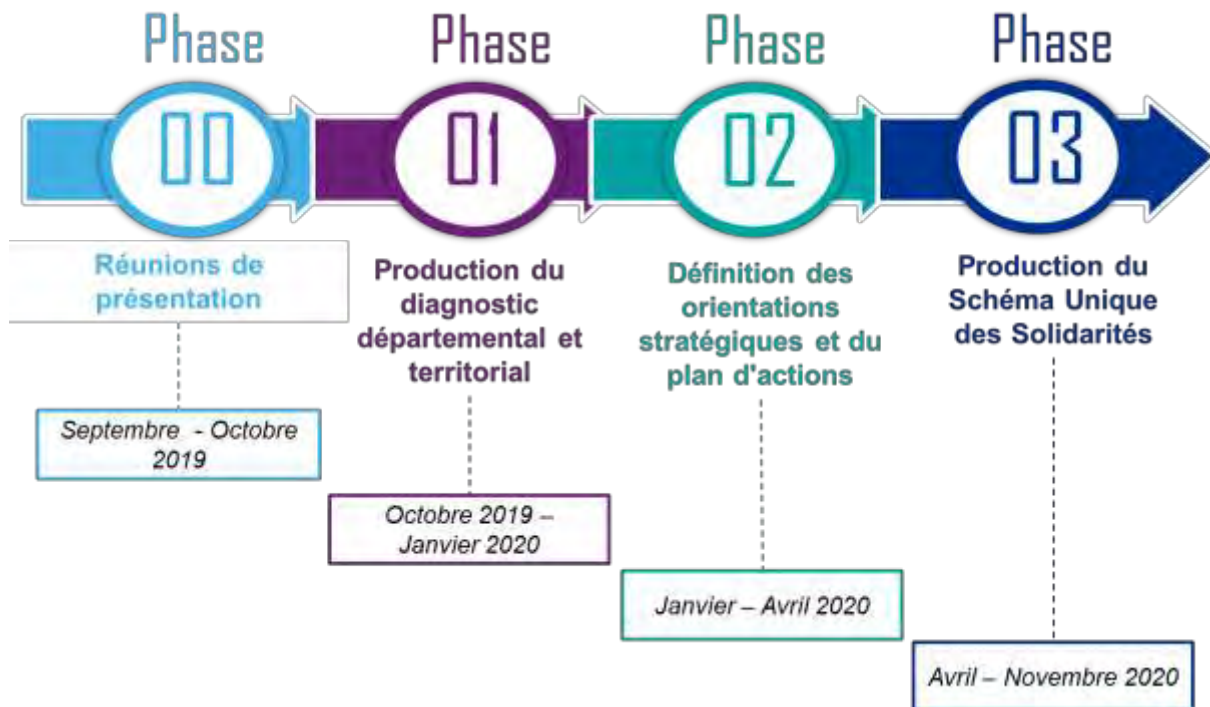 Phase
00
Réunions de
présentation
Septembre - Octobre
2019
Phase
01
Production du
diagnostic
départemental et
territorial
Octobre 2019 –
Janvier 2020
Phase
02
Définition des
orientations
stratégiques et du
plan d'actions
Janvier – Avril 2020
Phase
03
Production du
Schéma Unique
des Solidarités
Avril – Novembre 2020